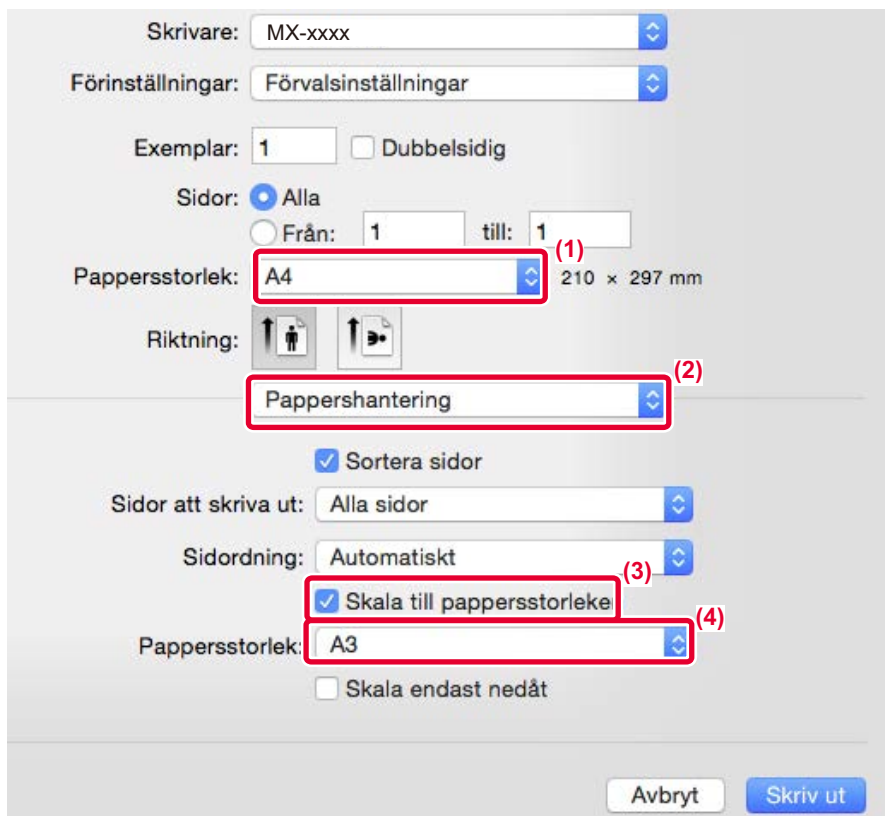 Skrivare: MX-xxxx
Förinställningar: Förvalsinställningar
Exemplar: 1 Dubbelsidig
Sidor: Alla
Från: 1 till: 1
(1)
Pappersstorlek: A4 210 × 297 mm
Riktning:
(2)
Pappershantering
Sortera sidor
Sidor att skriva ut: Alla sidor
Sidordning: Automatiskt
(3)
Skala till pappersstorleken
(4)
Pappersstorlek: A3
Skala endast nedåt
Avbryt Skriv ut